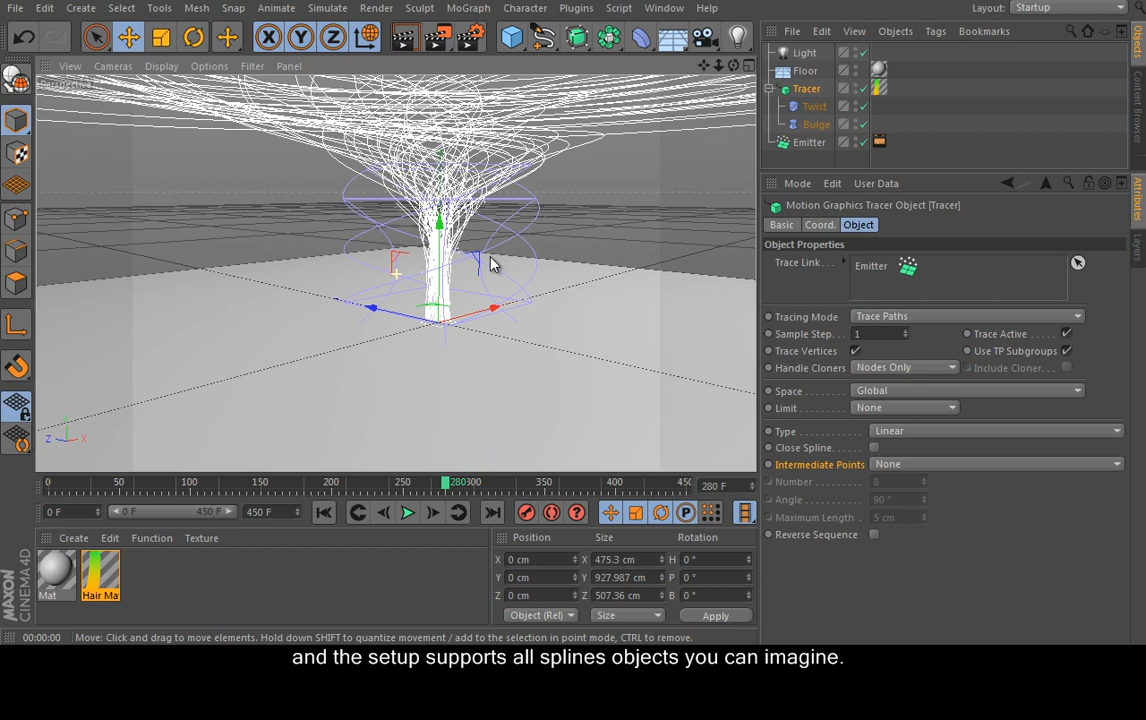 File Edit Create Select Tools Mesh Snap Animate Simulate Render Sculpt MoGraph Character Plugins Script Window Help Layout: Startup
View Cameras Display Options Filter Panel
Perspective
File Edit View Objects Tags Bookmarks
Light
Floor
Tracer
Twist
Bulge
Emitter
Objects
Content Browser
Attributes
Layers
Mode Edit User Data
Motion Graphics Tracer Object [Tracer]
Basic Coord. Object
Object Properties
Trace Link... Emitter
Tracing Mode Trace Paths
Sample Step... 1 Trace Active.....
Trace Vertices Use TP Subgroups
Handle Cloners Nodes Only Include Cloner...
Space......... Global
Limit.......... None
Type ............ Linear
Close Spline......
Intermediate Points None
Number......... 8
Angle........... 90 °
Maximum Length . 5 cm
Reverse Sequence
Y
Z X
0 50 100 150 200 250 280 300 350 400 450 280 F
0 F 0 F 450 F 450 F
Create Edit Function Texture
Mat Hair Ma
Position Size Rotation
X 0 cm X 475.3 cm H 0 °
Y 0 cm Y 927.987 cm P 0 °
Z 0 cm Z 507.36 cm B 0 °
Object (Rel) Size Apply
MAXON
CINEMA 4D
00:00:00 Move: Click and drag to move elements. Hold down SHIFT to quantize movement / add to the selection in point mode, CTRL to remove.
and the setup supports all splines objects you can imagine.